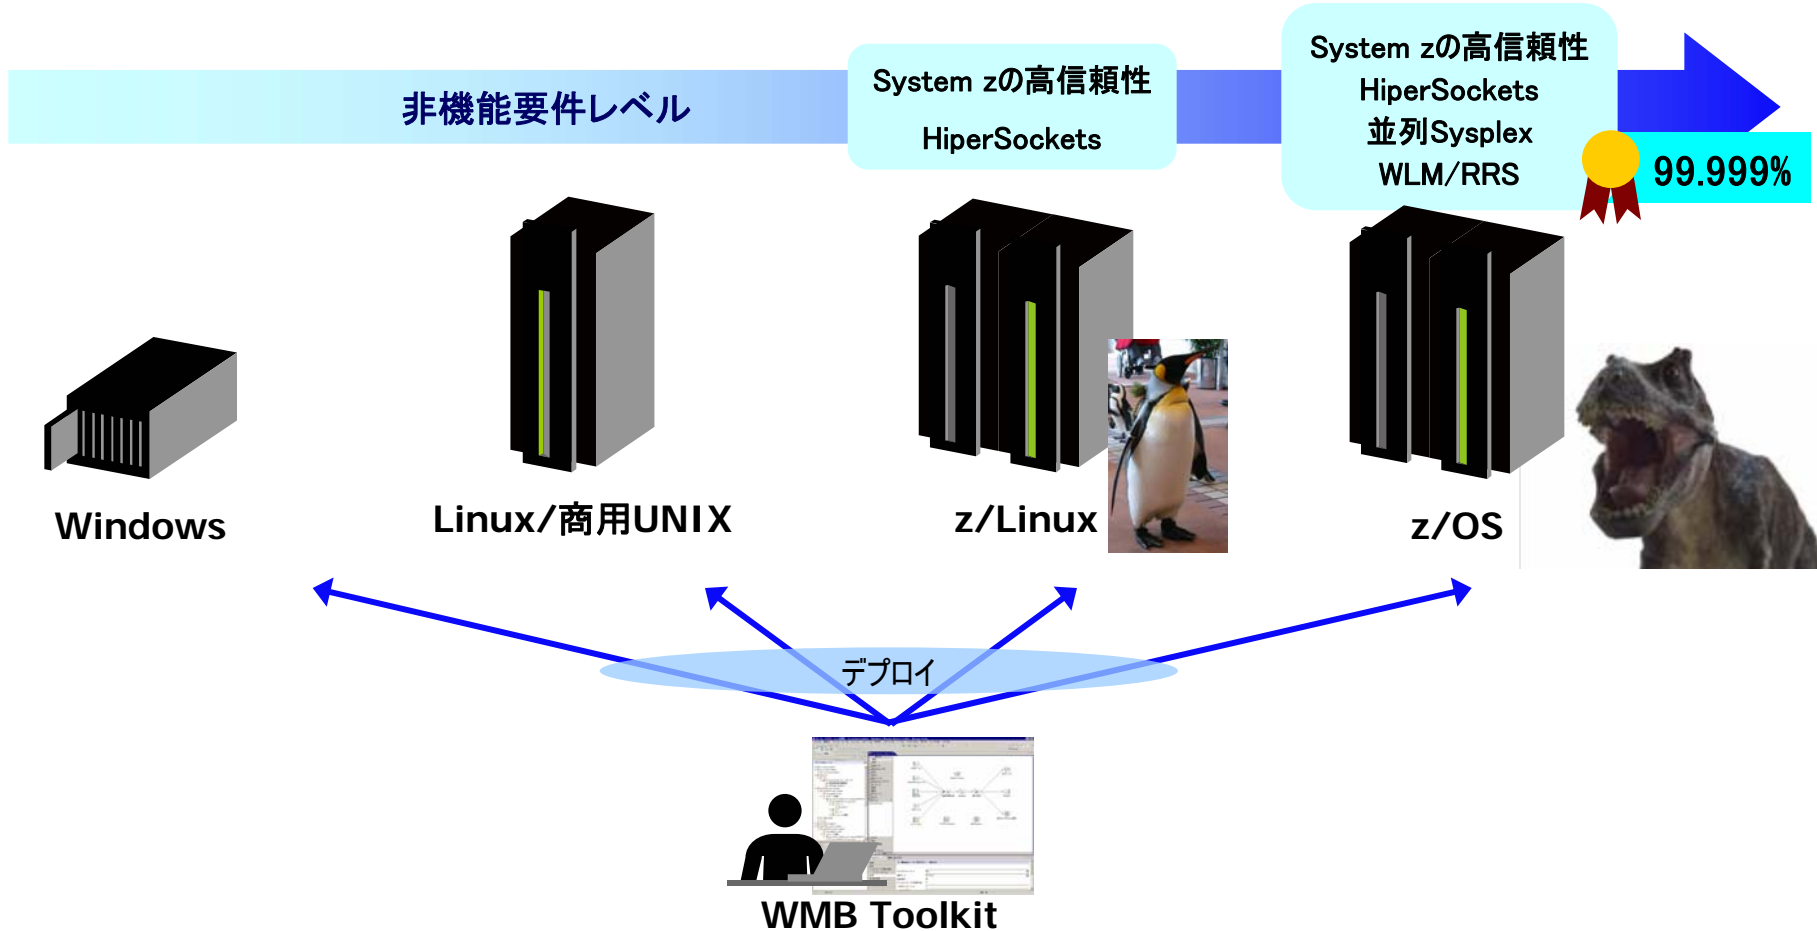 System zの高信頼性
HiperSockets
並列Sysplex
WLM/RRS
System zの高信頼性
HiperSockets
非機能要件レベル
99.999%
Windows
Linux/商用UNIX
z/Linux
z/OS
デプロイ
WMB Toolkit